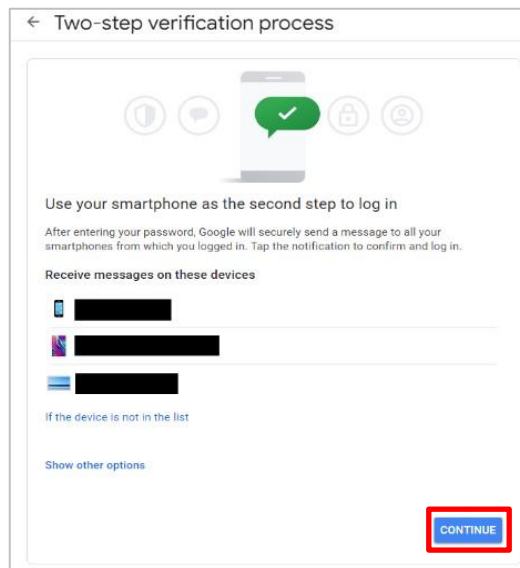 Two-step verification process
Use your smartphone as the second step to log in
After entering your password, Google will securely send a message to all your
smartphones from which you logged in. Tap the notification to confirm and log in.
Receive messages on these devices
If the device is not in the list
Show other options
CONTINUE